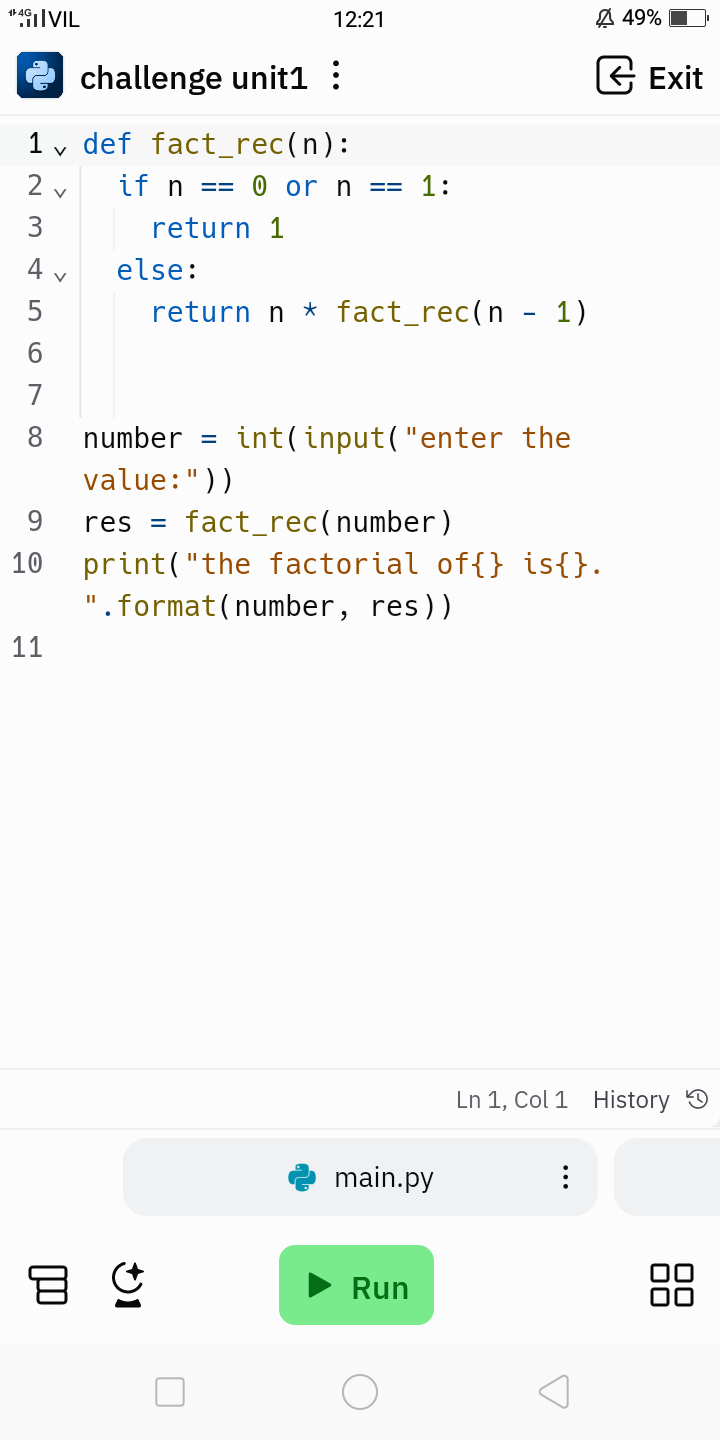 4G VIL 12:21 49%
challenge unit1 Exit
1 def fact_rec(n):
2   if n == 0 or n == 1:
3     return 1
4   else:
5     return n * fact_rec(n - 1)
6
7
8 number = int(input("enter the
value:"))
9 res = fact_rec(number)
10 print("the factorial of{} is{}.
".format(number, res))
11
Ln 1, Col 1 History
main.py
Run